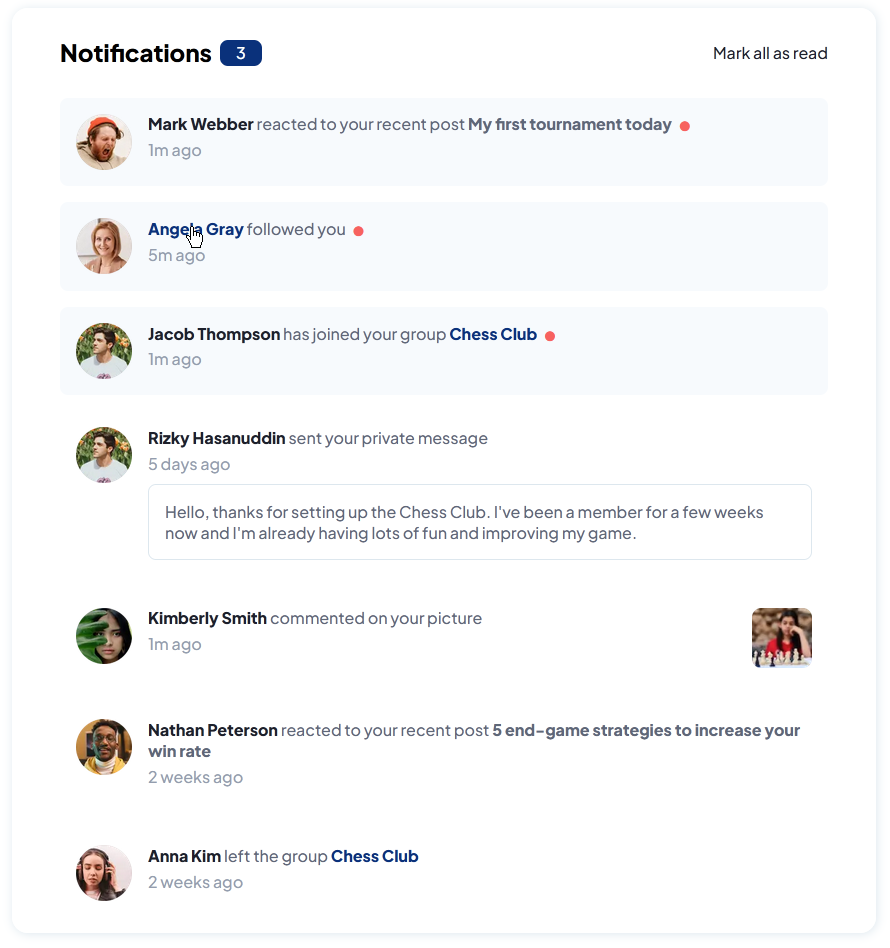 Notifications 3 Mark all as read
Mark Webber reacted to your recent post My first tournament today
1m ago
Angela Gray followed you
5m ago
Jacob Thompson has joined your group Chess Club
1m ago
Rizky Hasanuddin sent your private message
5 days ago
Hello, thanks for setting up the Chess Club. I've been a member for a few weeks
now and I'm already having lots of fun and improving my game.
Kimberly Smith commented on your picture
1m ago
Nathan Peterson reacted to your recent post 5 end-game strategies to increase your
win rate
2 weeks ago
Anna Kim left the group Chess Club
2 weeks ago